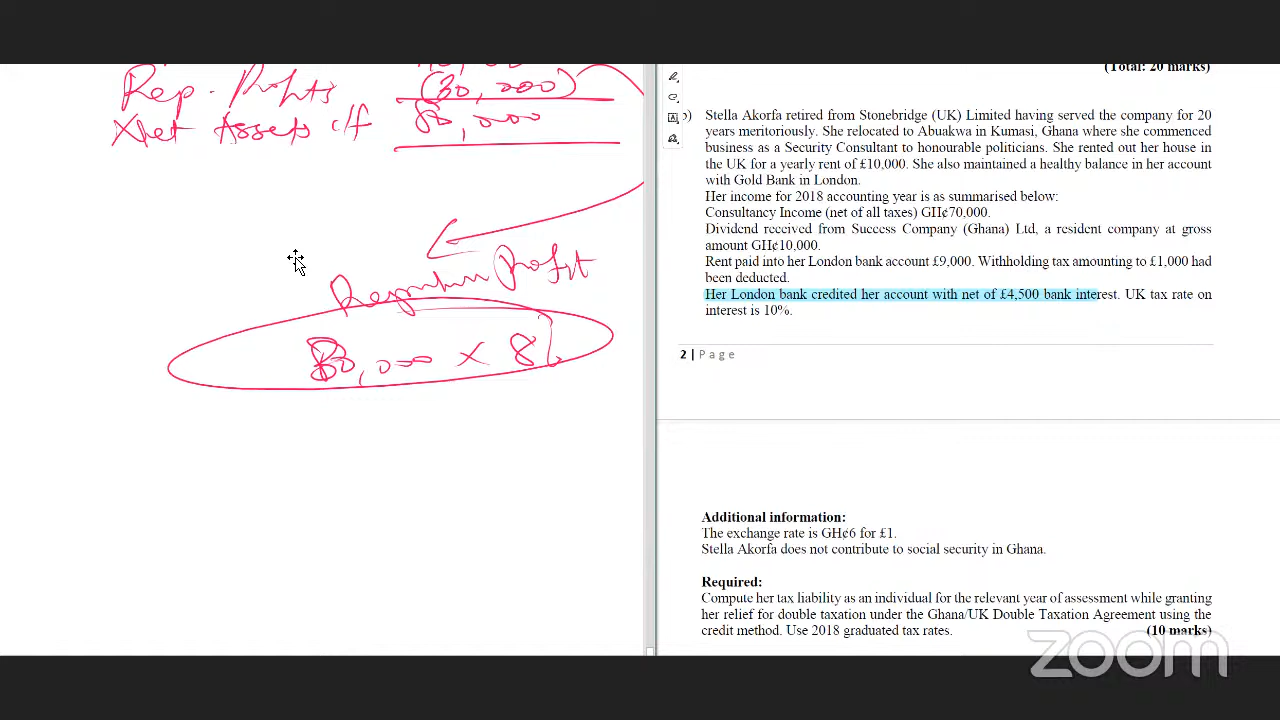 Rep. Profits (30,000)
Net Assets c/f 80,000
Profit
80,000 x 8%
(Total: 20 marks)
Stella Akorfa retired from Stonebridge (UK) Limited having served the company for 20
years meritoriously. She relocated to Abuakwa in Kumasi, Ghana where she commenced
business as a Security Consultant to honourable politicians. She rented out her house in
the UK for a yearly rent of £10,000. She also maintained a healthy balance in her account
with Gold Bank in London.
Her income for 2018 accounting year is as summarised below:
Consultancy Income (net of all taxes) GH¢70,000.
Dividend received from Success Company (Ghana) Ltd, a resident company at gross
amount GH¢10,000.
Rent paid into her London bank account £9,000. Withholding tax amounting to £1,000 had
been deducted.
Her London bank credited her account with net of £4,500 bank interest. UK tax rate on
interest is 10%.
2 | Page
Additional information:
The exchange rate is GH¢6 for £1.
Stella Akorfa does not contribute to social security in Ghana.
Required:
Compute her tax liability as an individual for the relevant year of assessment while granting
her relief for double taxation under the Ghana/UK Double Taxation Agreement using the
credit method. Use 2018 graduated tax rates. (10 marks)
zoom